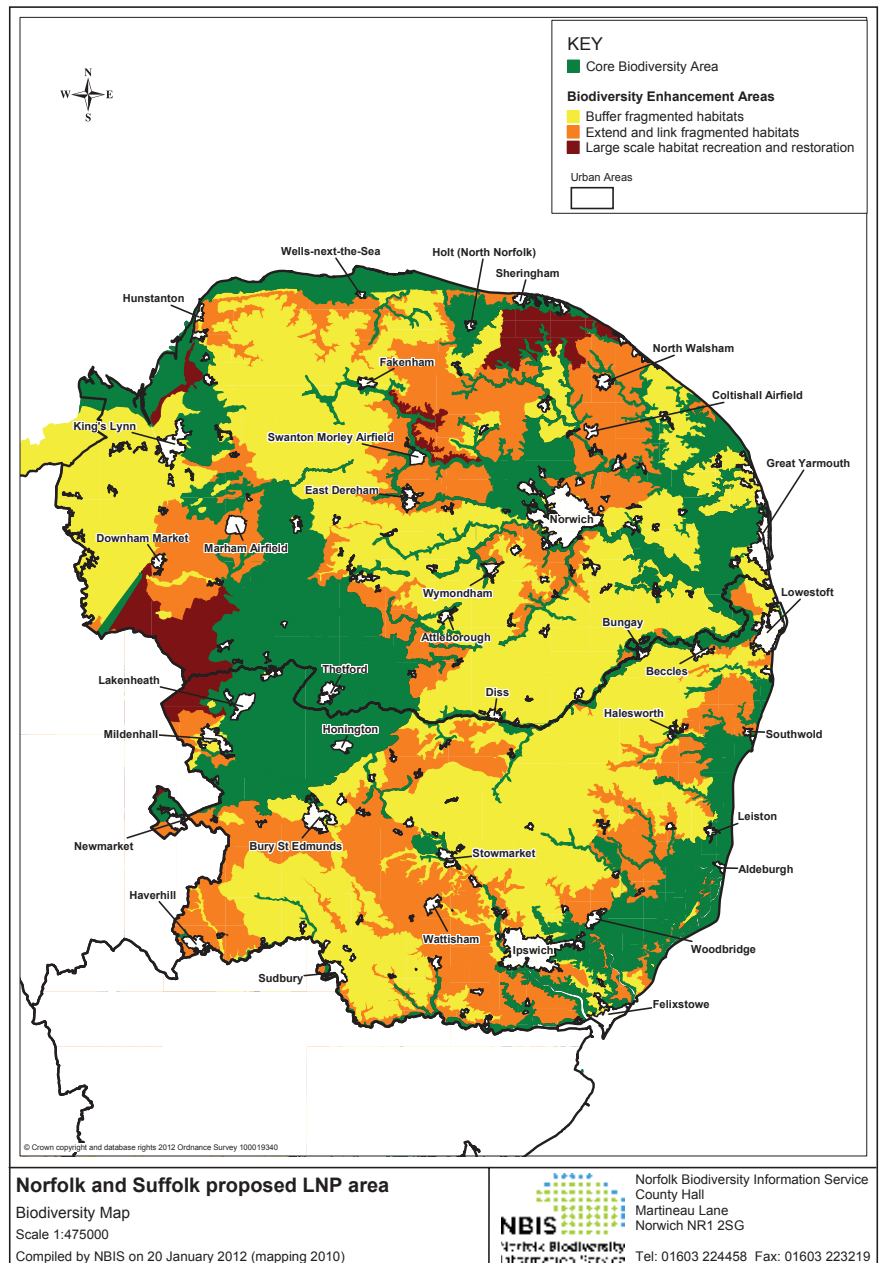 KEY
Core Biodiversity Area
Biodiversity Enhancement Areas
Buffer fragmented habitats
Extend and link fragmented habitats
Large scale habitat recreation and restoration
Urban Areas
N
W E
S
Wells-next-the-Sea
Holt (North Norfolk)
Sheringham
Hunstanton
North Walsham
Fakenham
Coltishall Airfield
King's Lynn
Swanton Morley Airfield
Great Yarmouth
East Dereham
Norwich
Downham Market
Marham Airfield
Wymondham
Lowestoft
Bungay
Attleborough
Beccles
Thetford
Lakenheath
Diss
Halesworth
Mildenhall
Honington
Southwold
Leiston
Newmarket
Bury St Edmunds
Stowmarket
Aldeburgh
Haverhill
Wattisham
Ipswich
Woodbridge
Sudbury
Felixstowe
© Crown copyright and database rights 2012 Ordnance Survey 100019340
Norfolk and Suffolk proposed LNP area
Biodiversity Map
Scale 1:475000
Compiled by NBIS on 20 January 2012 (mapping 2010)
NBIS
Norfolk Biodiversity
Information Service
Norfolk Biodiversity Information Service
County Hall
Martineau Lane
Norwich NR1 2SG
Tel: 01603 224458 Fax: 01603 223219